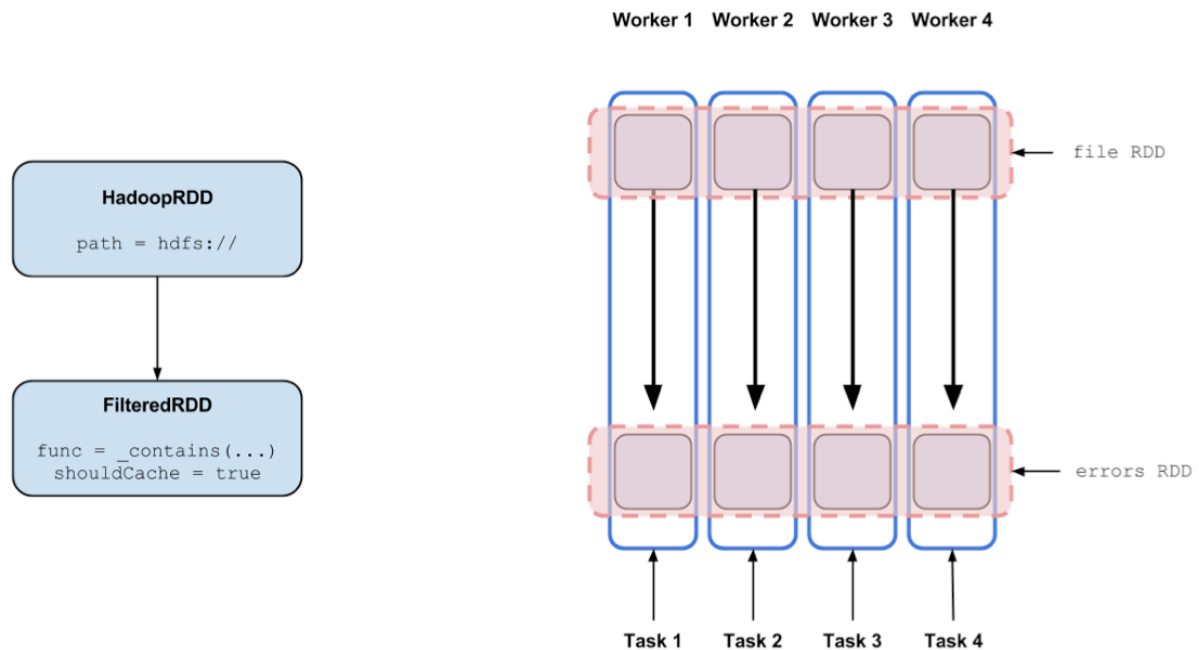 Worker 1 Worker 2 Worker 3 Worker 4
file RDD
HadoopRDD
path = hdfs://
FilteredRDD
func = _contains(...)
shouldCache = true
errors RDD
Task 1 Task 2 Task 3 Task 4